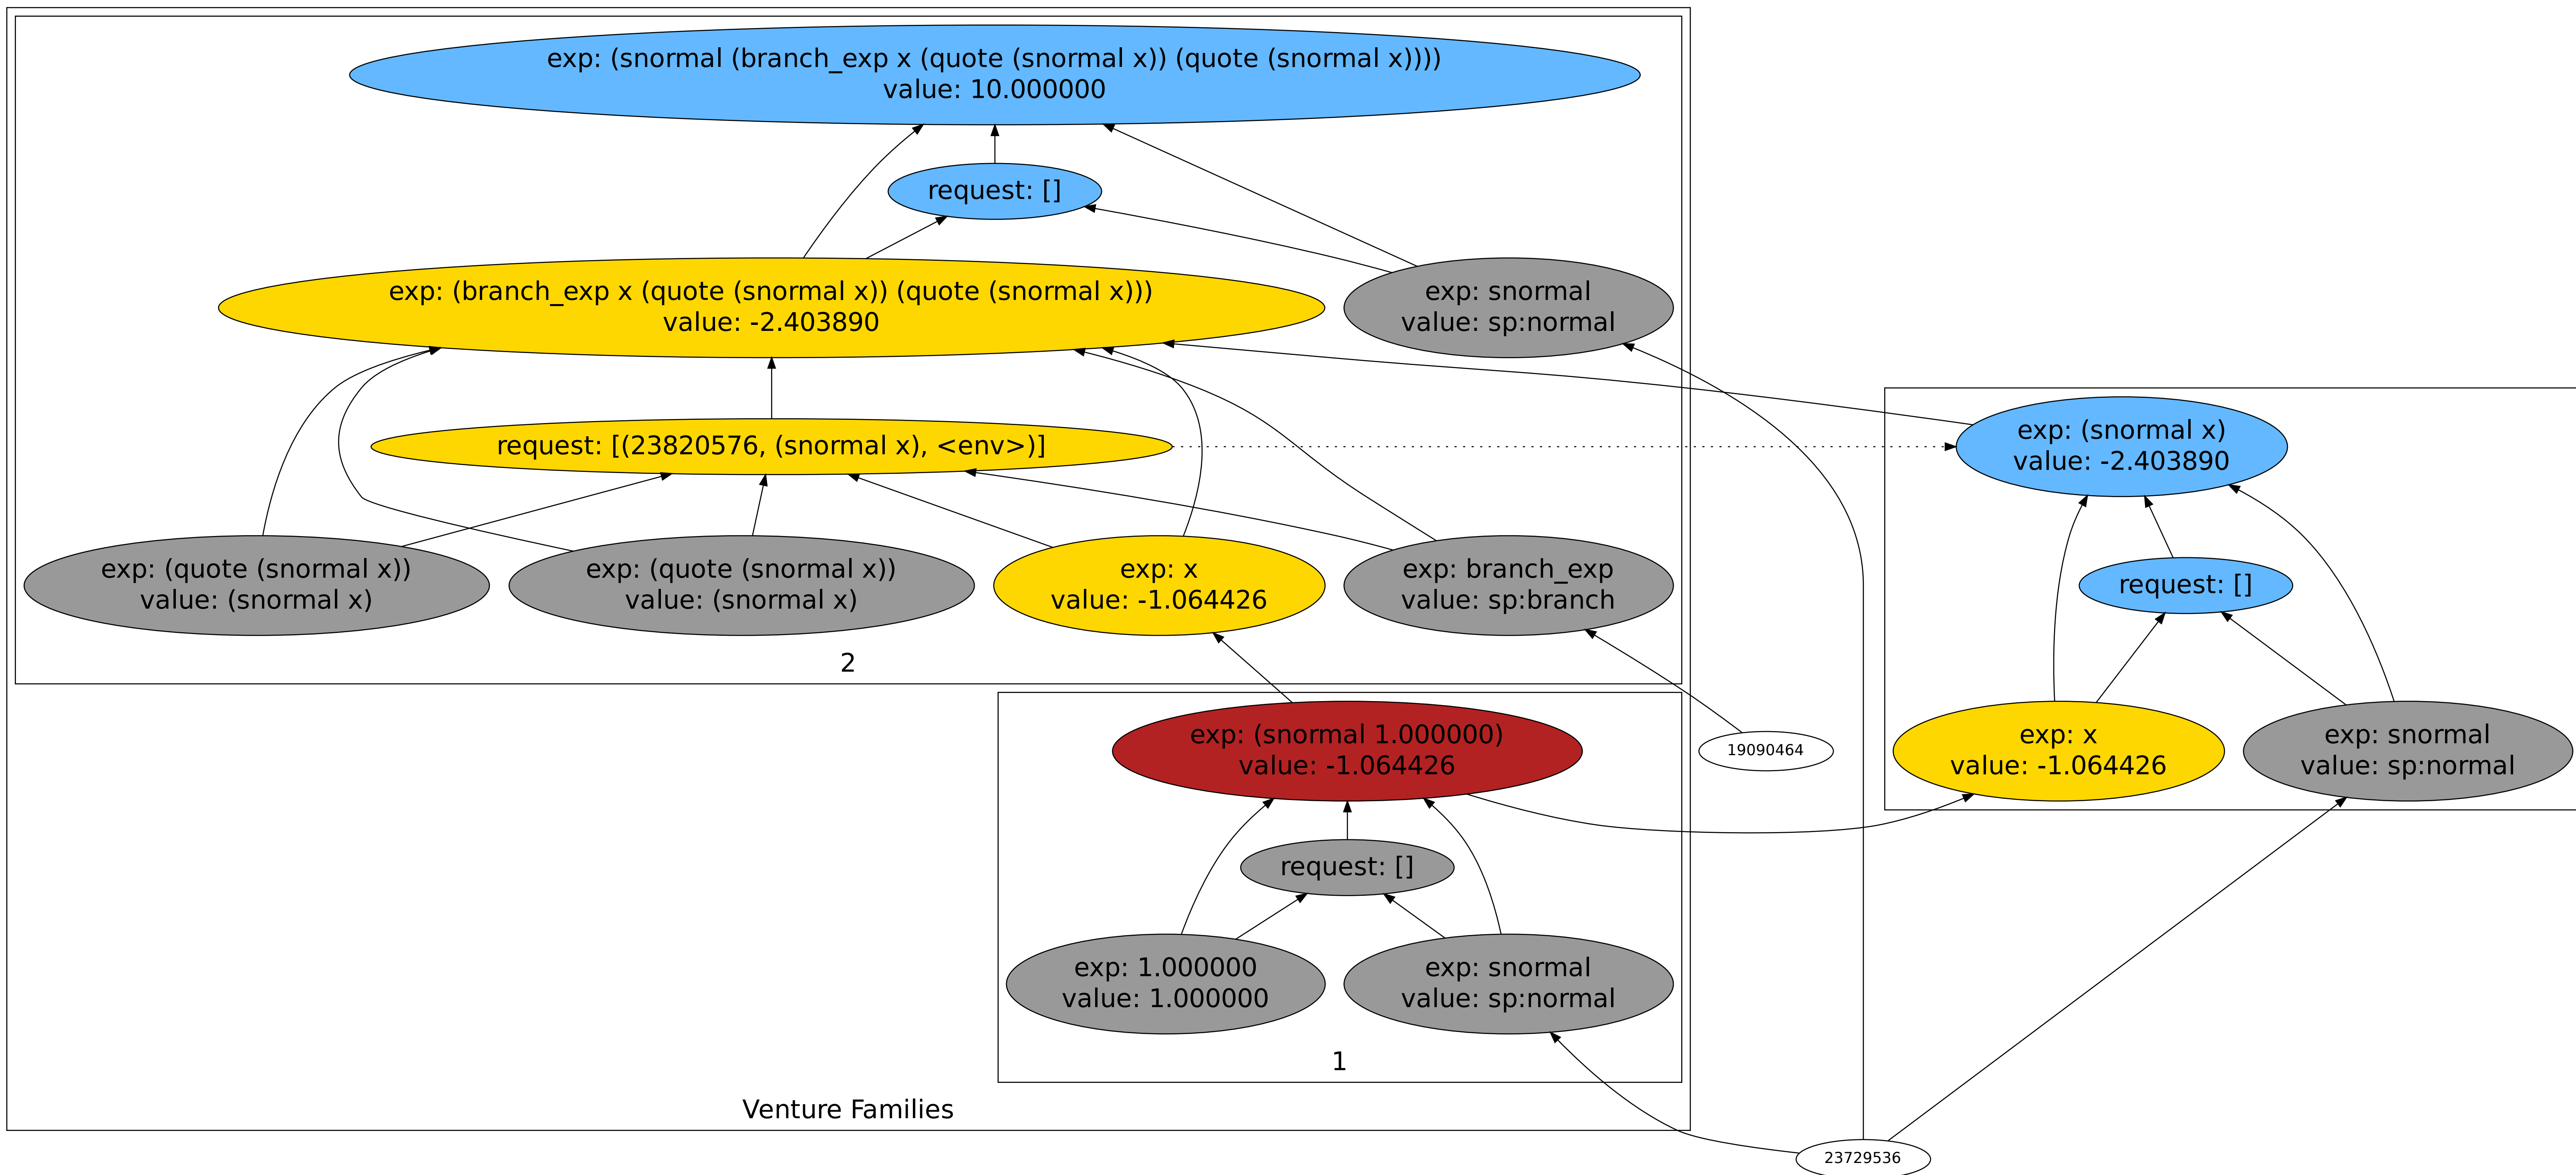 exp: (snormal (branch_exp x (quote (snormal x)) (quote (snormal x))))
value: 10.000000
request: []
exp: (branch_exp x (quote (snormal x)) (quote (snormal x)))
value: -2.403890
exp: snormal
value: sp:normal
request: [(23820576, (snormal x), <env>)]
exp: (snormal x)
value: -2.403890
exp: (quote (snormal x))
value: (snormal x)
exp: (quote (snormal x))
value: (snormal x)
exp: x
value: -1.064426
exp: branch_exp
value: sp:branch
request: []
2
exp: (snormal 1.000000)
value: -1.064426
19090464
exp: x
value: -1.064426
exp: snormal
value: sp:normal
request: []
exp: 1.000000
value: 1.000000
exp: snormal
value: sp:normal
1
Venture Families
23729536